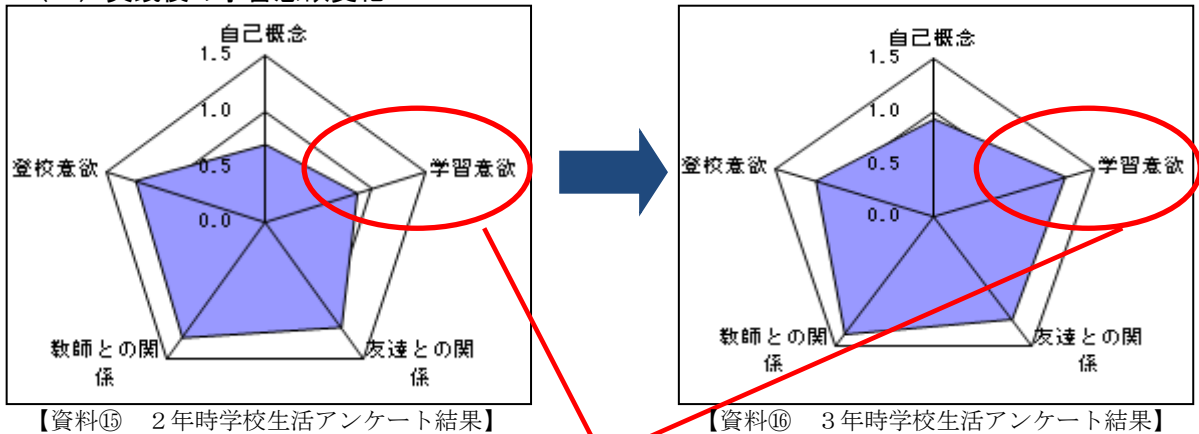 自己概念
1.5
1.0
0.5
0.0
学習意欲
友達との関
係
教師との関
係
登校意欲
【資料⑮　２年時学校生活アンケート結果】
自己概念
1.5
1.0
0.5
0.0
学習意欲
友達との関
係
教師との関
係
登校意欲
【資料⑯　３年時学校生活アンケート結果】